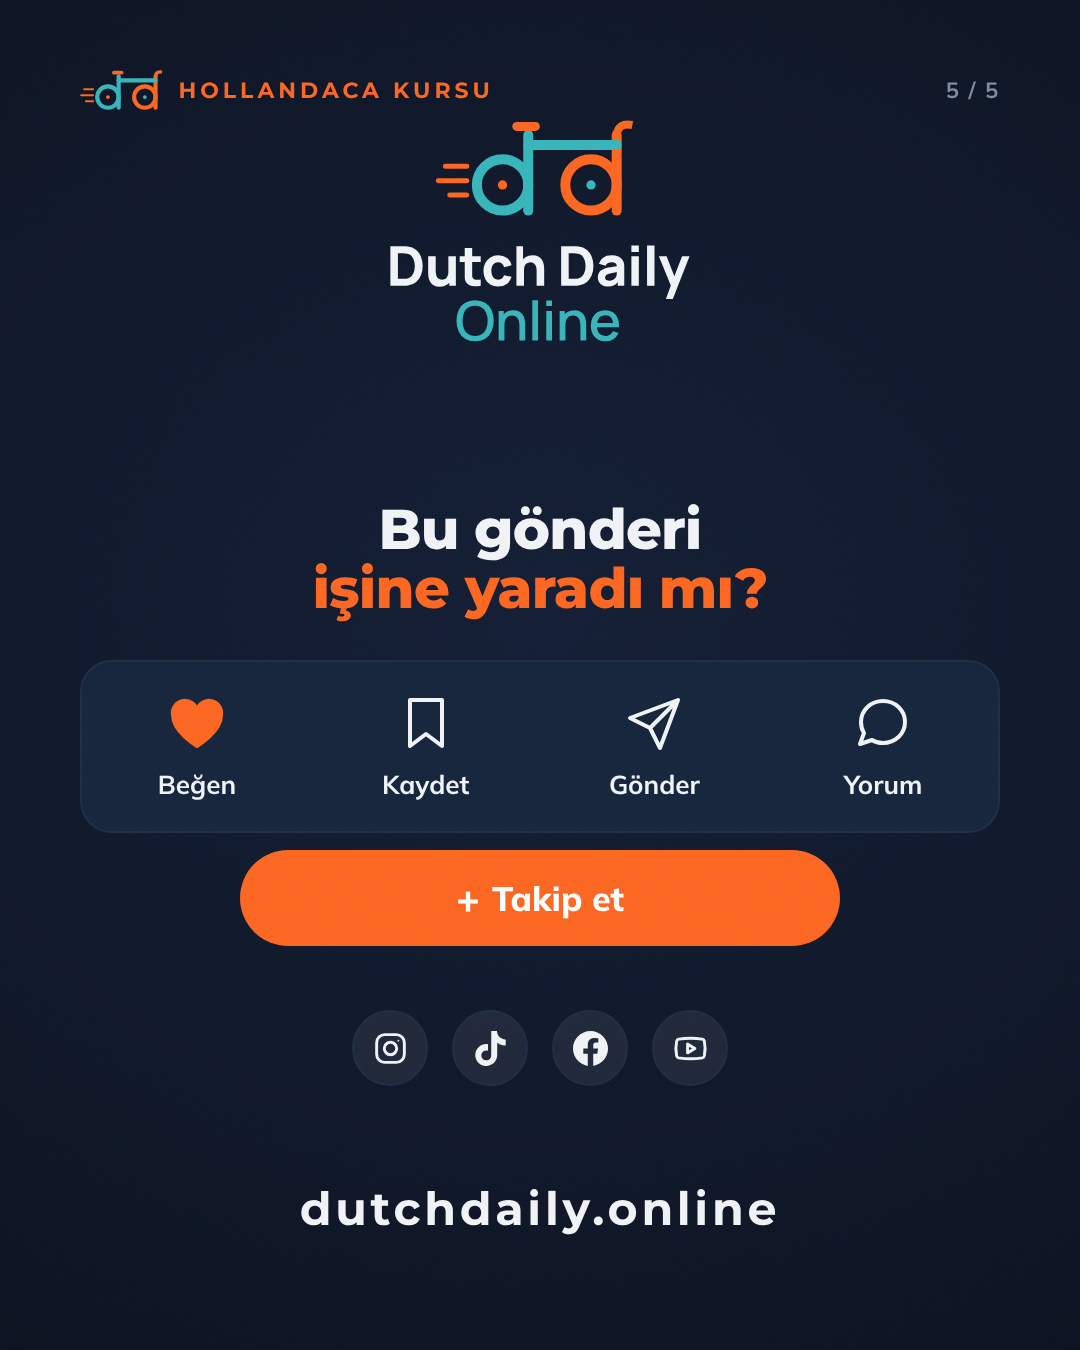 HOLLANDACA KURSU
5 / 5
Dutch Daily
Online
Bu gönderi
işine yaradı mı?
Beğen
Kaydet
Gönder
Yorum
+ Takip et
dutchdaily.online